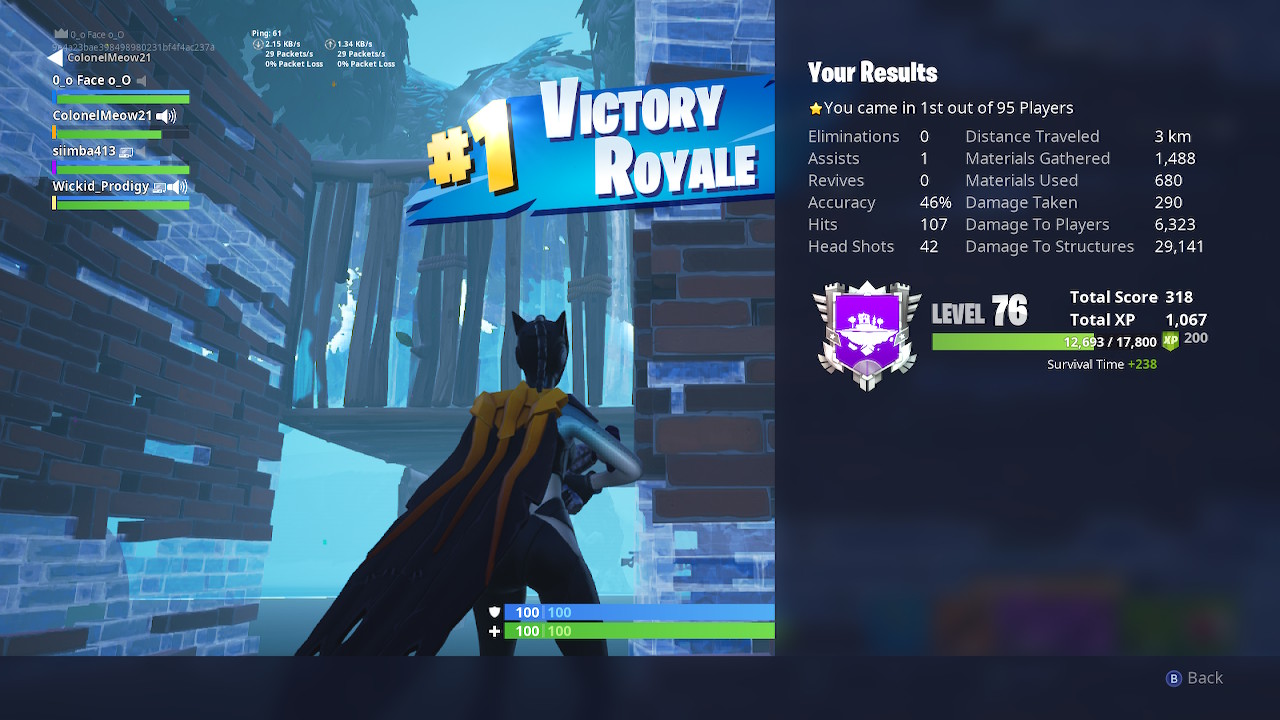 0_o Face o_O
ColonelMeow21
0_o Face o_O
ColonelMeow21
siimba413
Wickid_Prodigy
Ping: 61
2.15 KB/s 1.34 KB/s
29 Packets/s 29 Packets/s
0% Packet Loss 0% Packet Loss
#1 VICTORY ROYALE
100 | 100
100 | 100
Your Results
You came in 1st out of 95 Players
Eliminations 0 Distance Traveled 3 km
Assists 1 Materials Gathered 1,488
Revives 0 Materials Used 680
Accuracy 46% Damage Taken 290
Hits 107 Damage To Players 6,323
Head Shots 42 Damage To Structures 29,141
LEVEL 76
Total Score 318
Total XP 1,067
12,693 / 17,800 XP 200
Survival Time +238
B Back